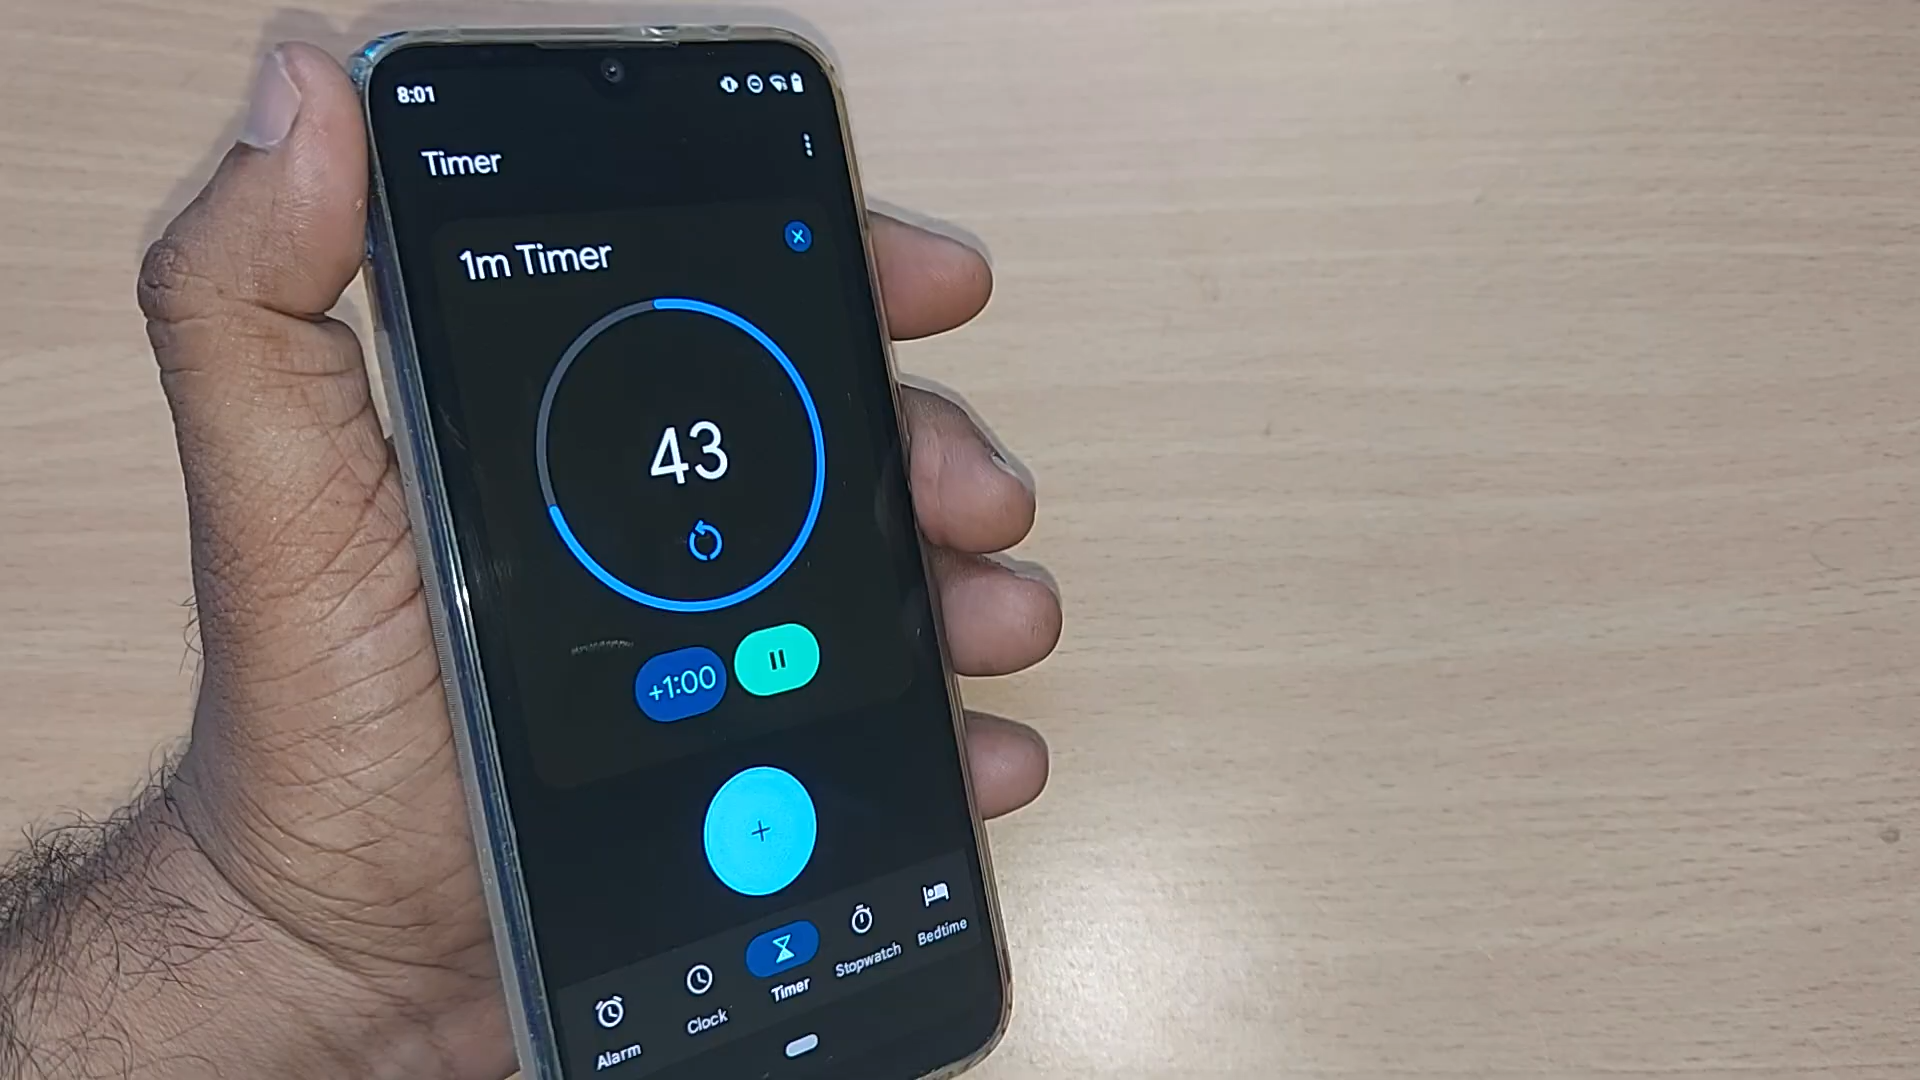 8:01
Timer
1m Timer
43
+1:00
Alarm
Clock
Timer
Stopwatch
Bedtime